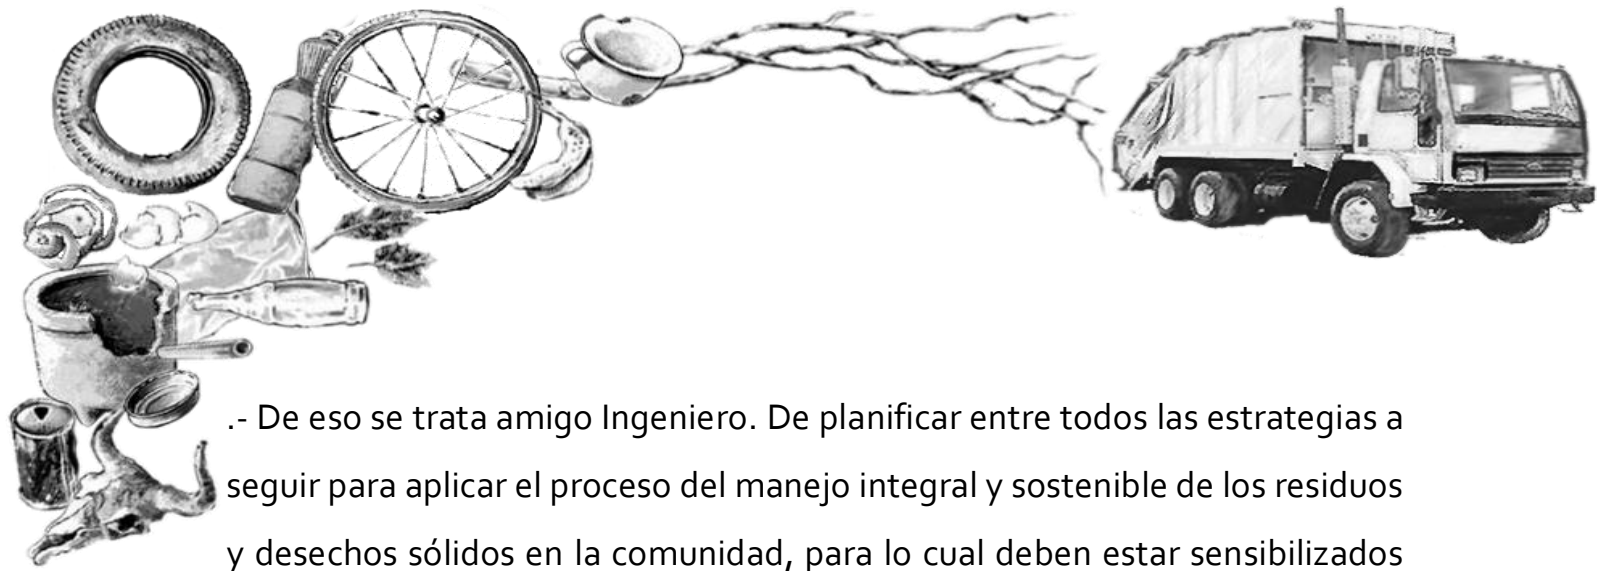 .- De eso se trata amigo Ingeniero. De planificar entre todos las estrategias a
seguir para aplicar el proceso del manejo integral y sostenible de los residuos
y desechos sólidos en la comunidad, para lo cual deben estar sensibilizados